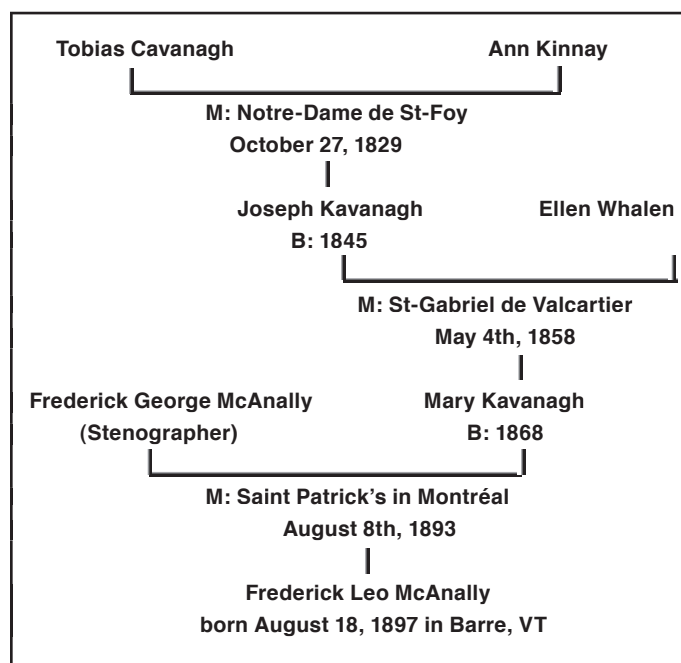 Tobias Cavanagh Ann Kinnay
M: Notre-Dame de St-Foy
October 27, 1829
Joseph Kavanagh Ellen Whalen
B: 1845
M: St-Gabriel de Valcartier
May 4th, 1858
Frederick George McAnally Mary Kavanagh
(Stenographer) B: 1868
M: Saint Patrick's in Montréal
August 8th, 1893
Frederick Leo McAnally
born August 18, 1897 in Barre, VT